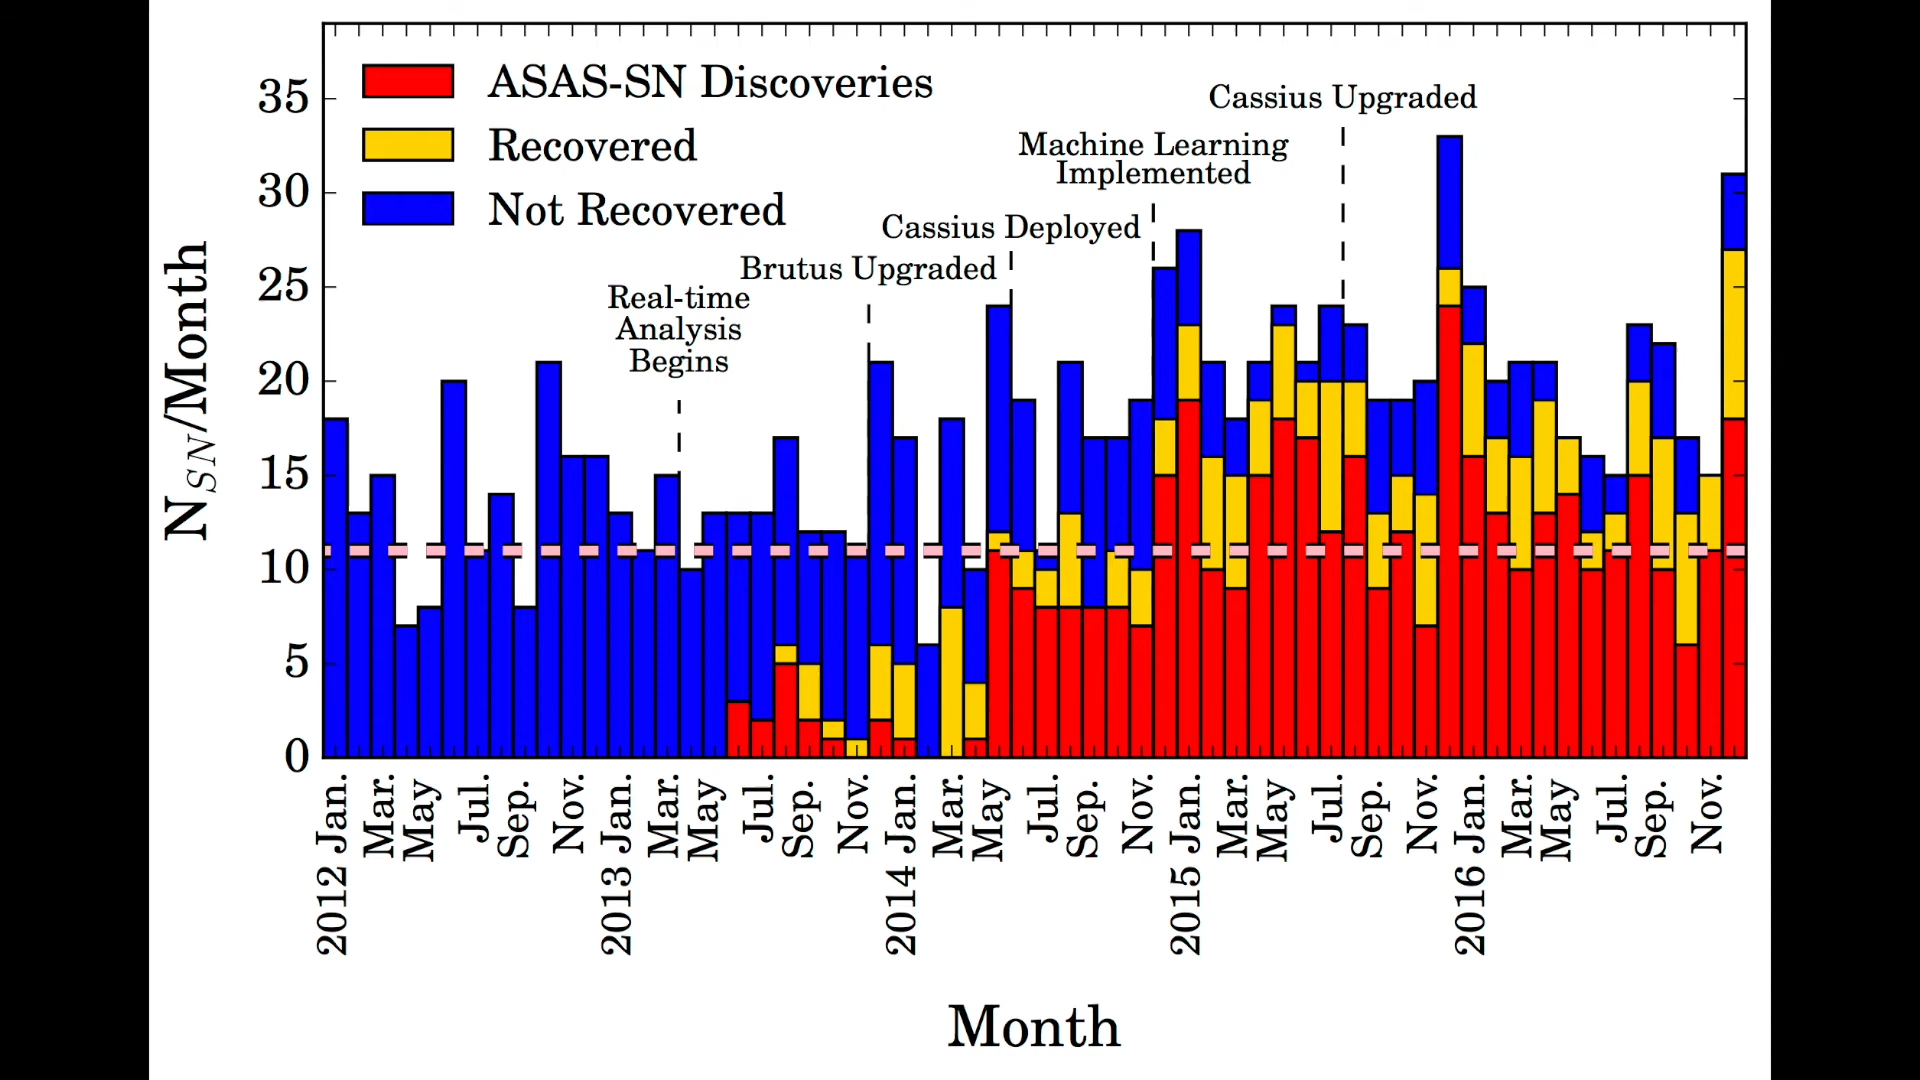 ASAS-SN Discoveries
Recovered
Not Recovered
Cassius Upgraded
Machine Learning
Implemented
Cassius Deployed
Brutus Upgraded
Real-time
Analysis
Begins
N_SN/Month
35
30
25
20
15
10
5
0
2012 Jan.
Mar.
May
Jul.
Sep.
Nov.
2013 Jan.
Mar.
May
Jul.
Sep.
Nov.
2014 Jan.
Mar.
May
Jul.
Sep.
Nov.
2015 Jan.
Mar.
May
Jul.
Sep.
Nov.
2016 Jan.
Mar.
May
Jul.
Sep.
Nov.
Month